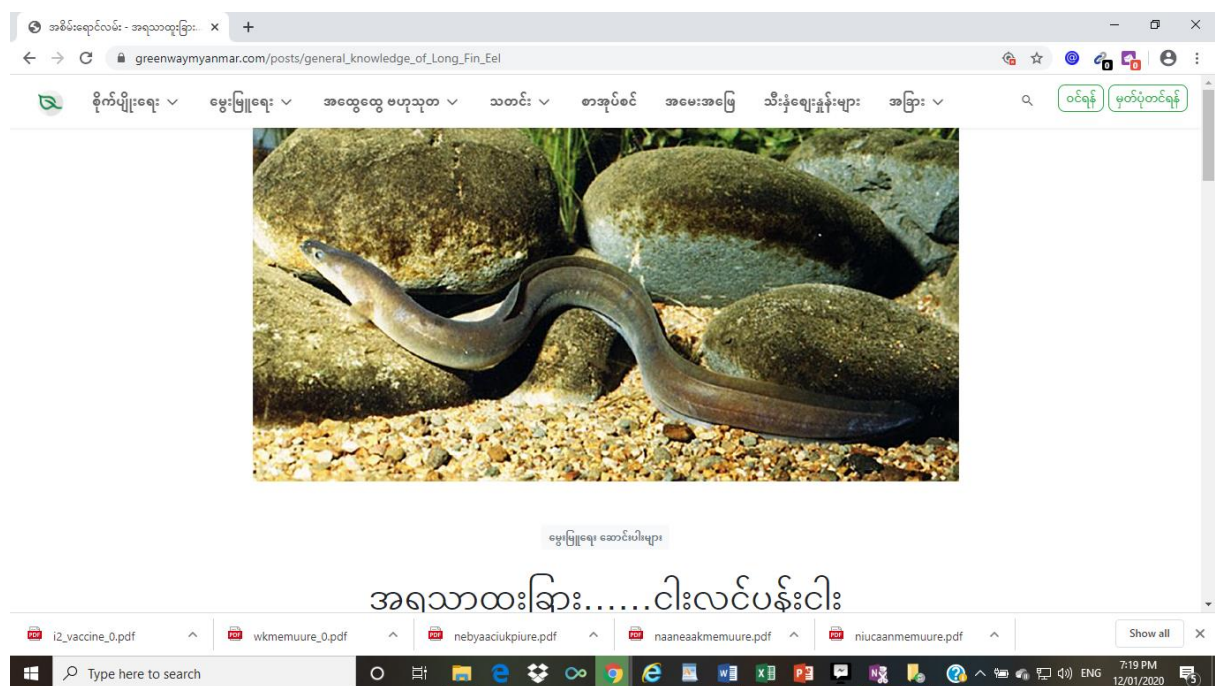 အစိမ်းရောင်လမ်း - အရသာထူးခြား...
greenwaymyanmar.com/posts/general_knowledge_of_Long_Fin_Eel
စိုက်ပျိုးရေး မွေးမြူရေး အထွေထွေ ဗဟုသုတ သတင်း စာအုပ်စင် အမေးအဖြေ သီးနှံစျေးနှုန်းများ အခြား ဝင်ရန် မှတ်ပုံတင်ရန်
မွေးမြူရေး ဆောင်းပါးများ
အရသာထူးခြား......ငါးလင်ပန်းငါး
i2_vaccine_0.pdf wkmemuure_0.pdf nebyaaciukpiure.pdf naaneaakmemuure.pdf niucaanmemuure.pdf Show all
Type here to search ENG 7:19 PM
12/01/2020